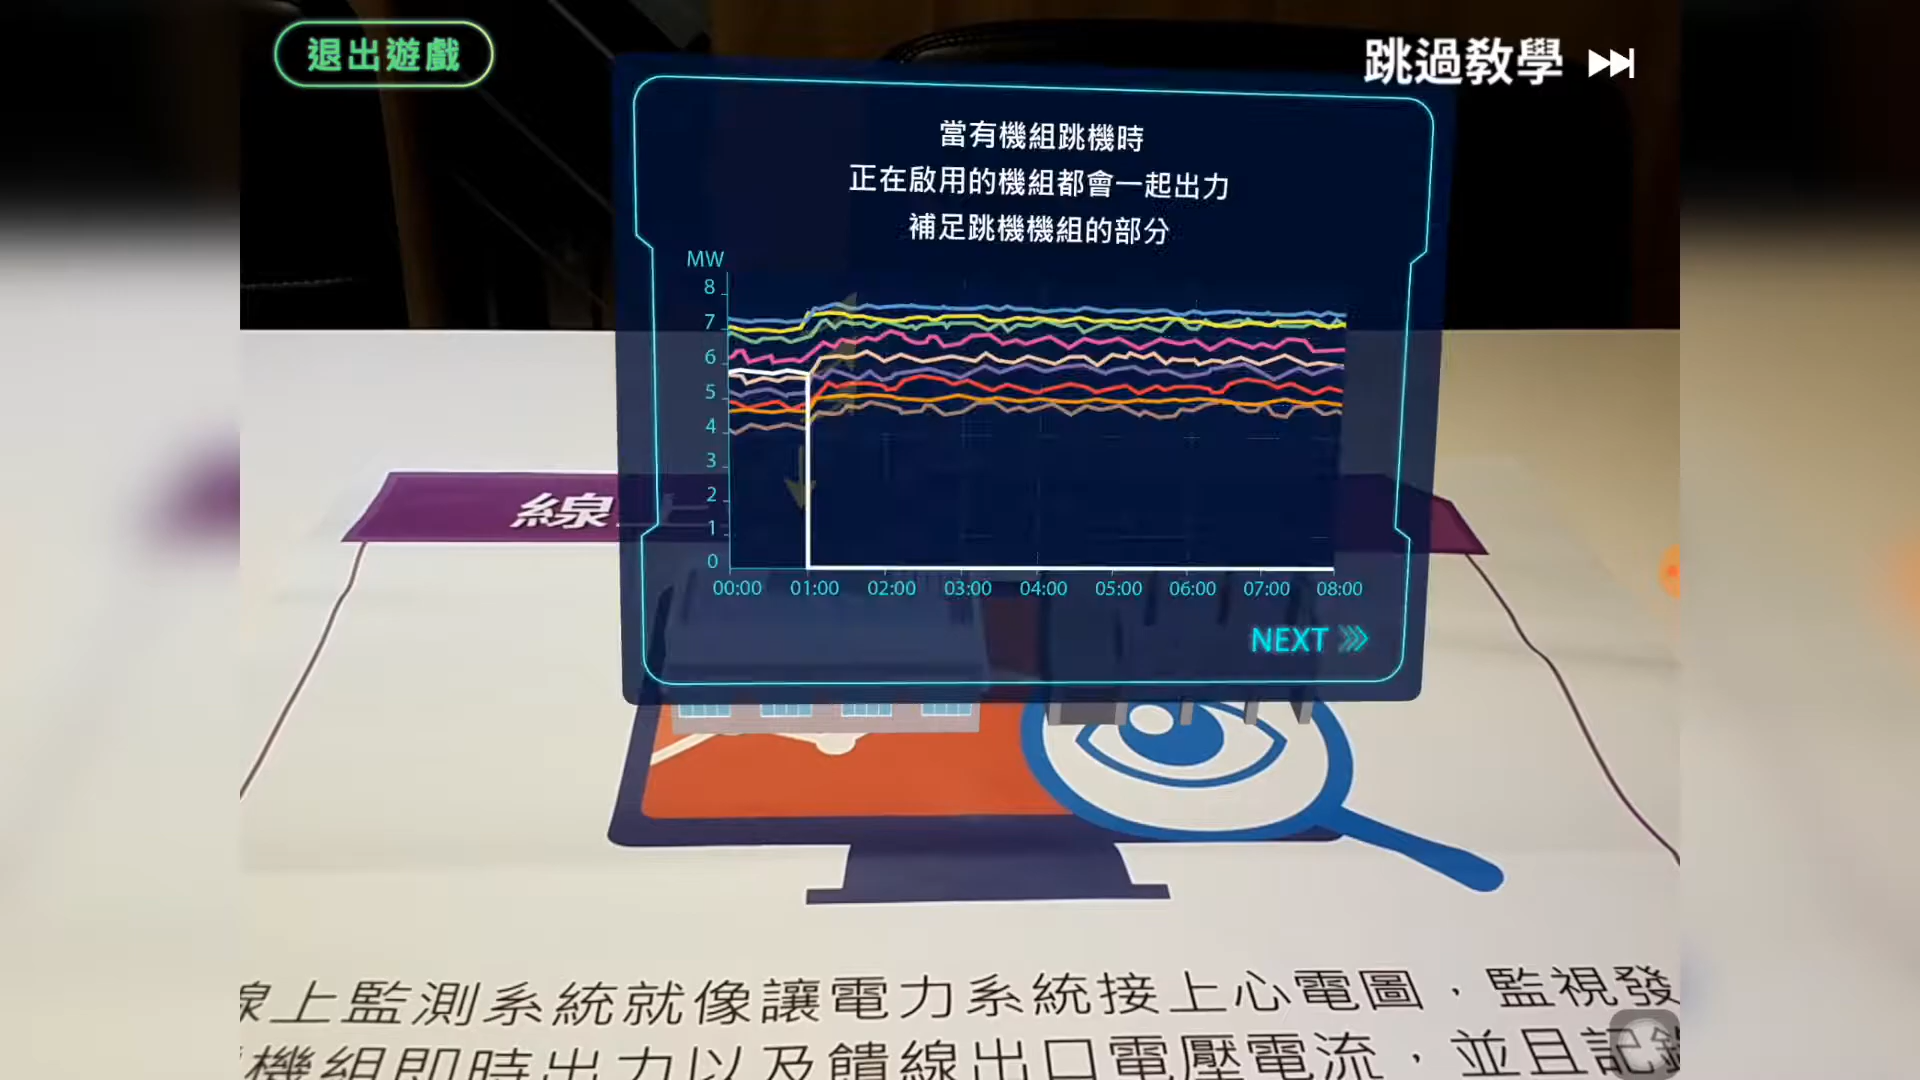 退出遊戲
跳過教學
當有機組跳機時
正在啟用的機組都會一起出力
補足跳機機組的部分
MW
8
7
6
5
4
3
2
1
0
00:00 01:00 02:00 03:00 04:00 05:00 06:00 07:00 08:00
NEXT
線上
線上監測系統就像讓電力系統接上心電圖，監視發
機組即時出力以及饋線出口電壓電流，並且記錄